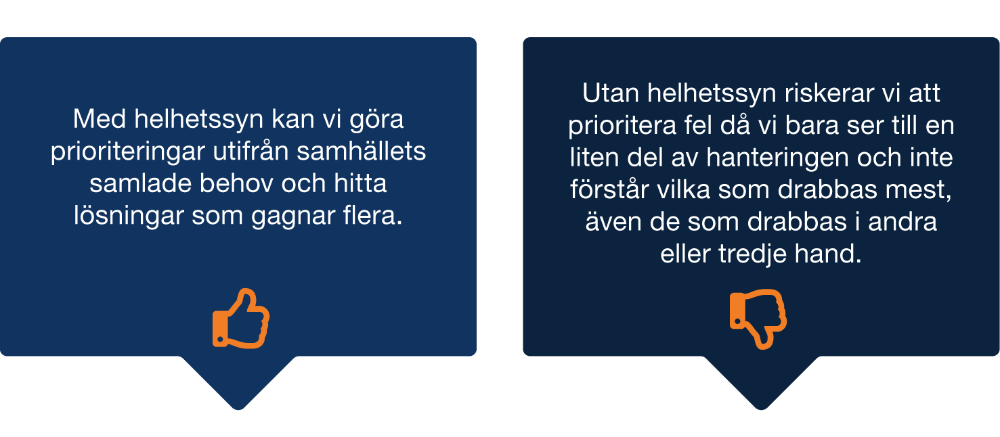 Med helhetssyn kan vi göra
prioriteringar utifrån samhällets
samlade behov och hitta
lösningar som gagnar flera.
Utan helhetssyn riskerar vi att
prioritera fel då vi bara ser till en
liten del av hanteringen och inte
förstår vilka som drabbas mest,
även de som drabbas i andra
eller tredje hand.